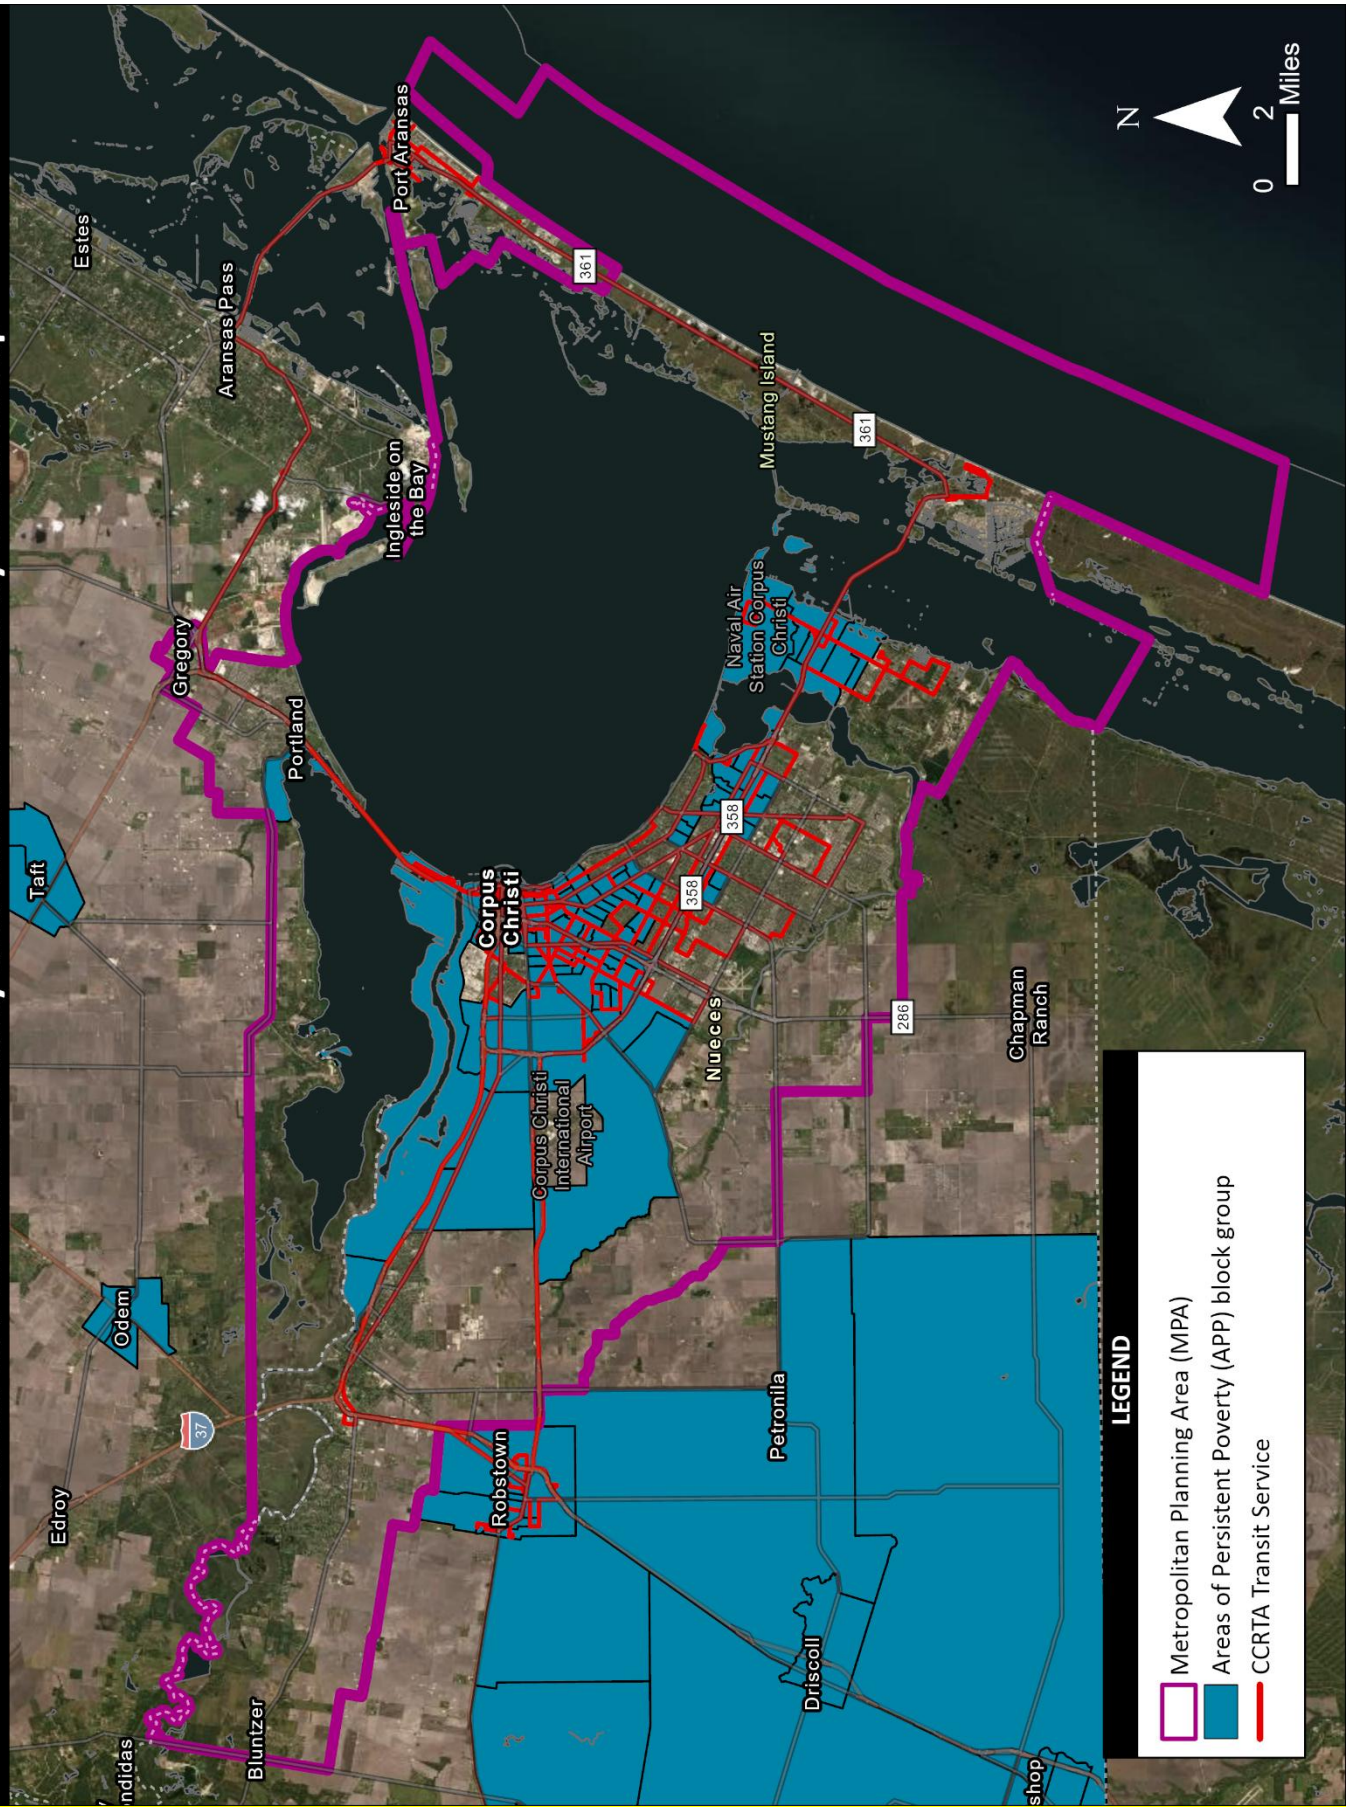 Estes
Aransas Pass
Port Aransas
361
Ingleside on
the Bay
Mustang Island
361
Gregory
Portland
Naval Air
Station Corpus
Christi
Taft
Corpus
Christi
358
358
Nueces
286
Chapman
Ranch
Corpus Christi
International
Airport
Odem
37
Edroy
Robstown
Petronila
Driscoll
Bluntzer
ondidas
shop
N
0 2
Miles
LEGEND
Metropolitan Planning Area (MPA)
Areas of Persistent Poverty (APP) block group
CCRTA Transit Service